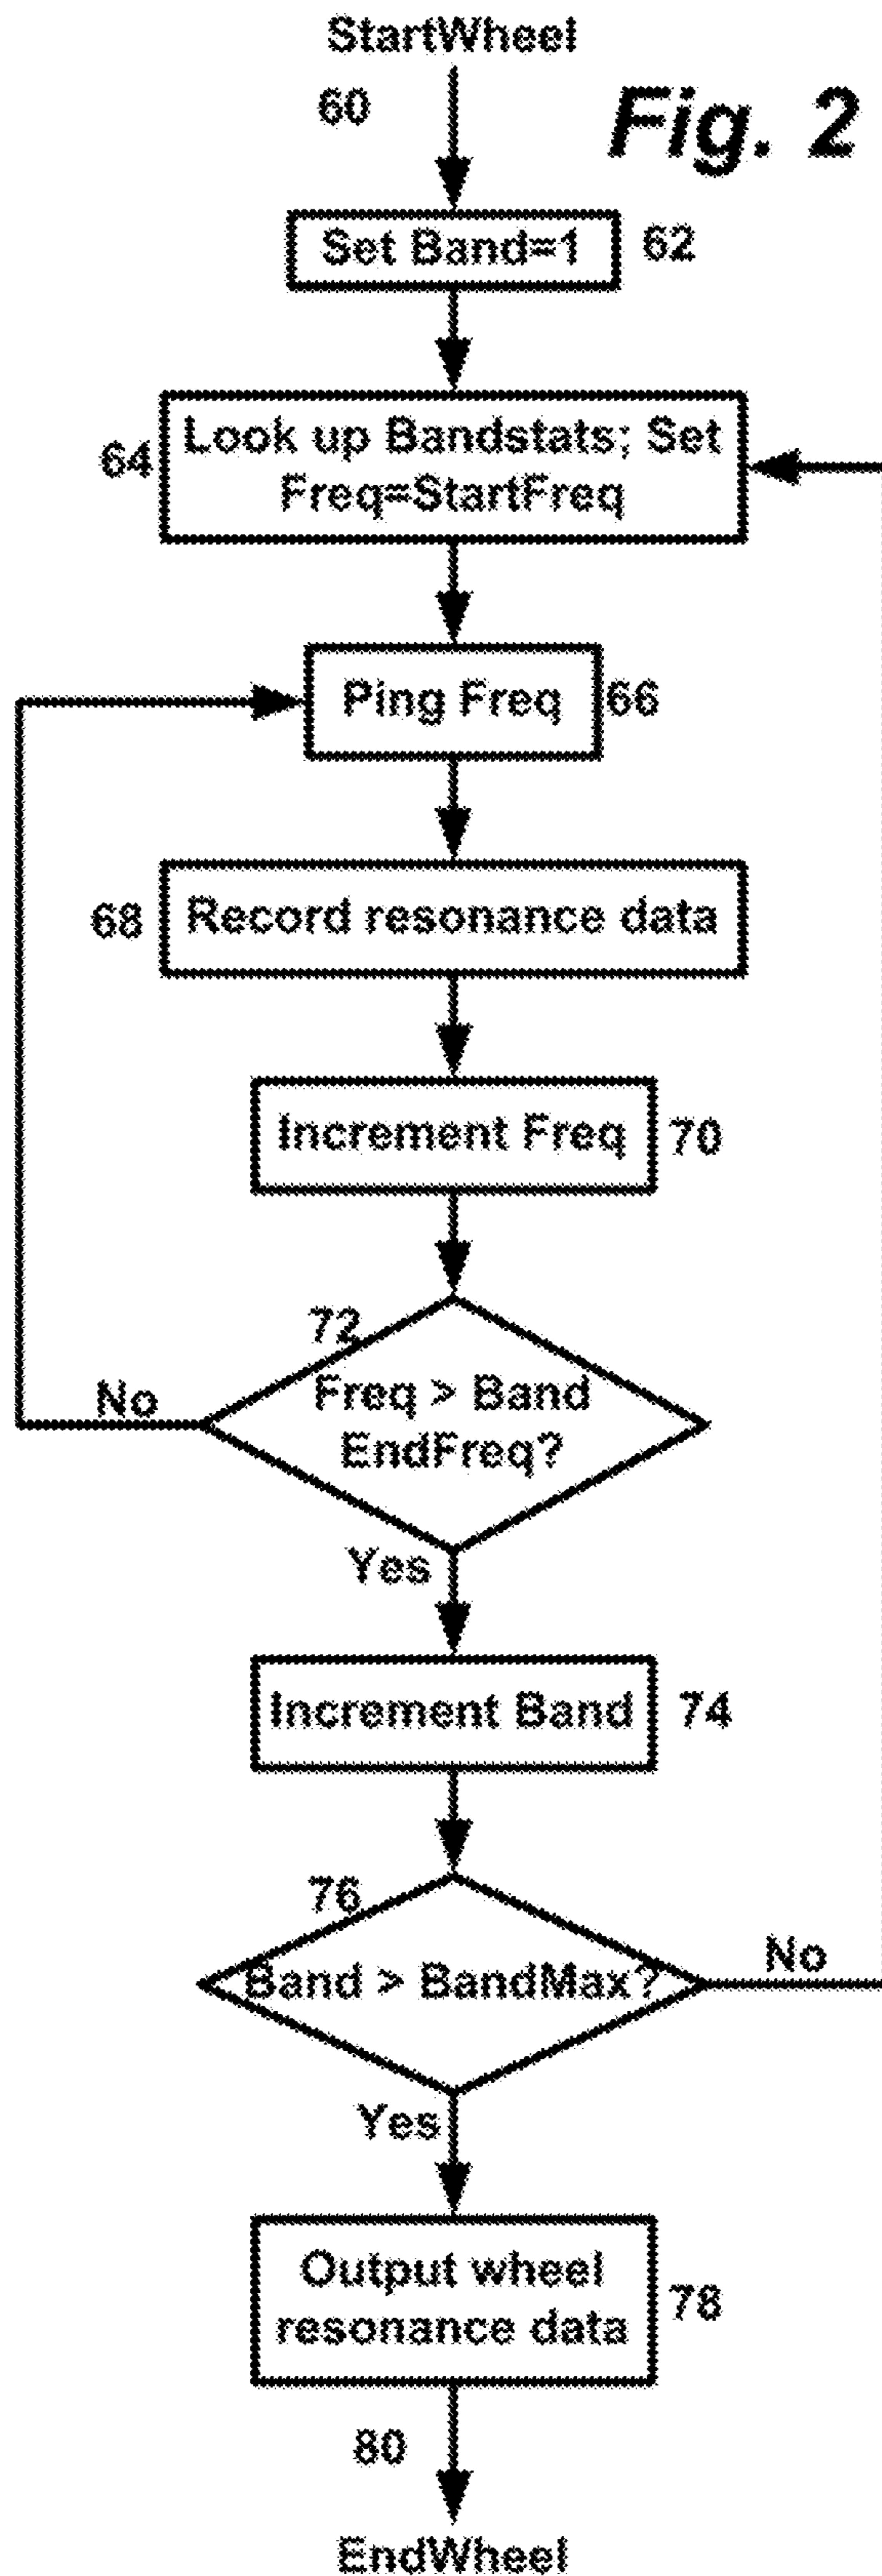 StartWheel
60
Fig. 2
Set Band=1
62
64
Look up Bandstats; Set
Freq=StartFreq
Ping Freq
66
68
Record resonance data
Increment Freq
70
72
Freq > Band
EndFreq?
No
Yes
Increment Band
74
76
Band > BandMax?
No
Yes
Output wheel
resonance data
78
80
EndWheel